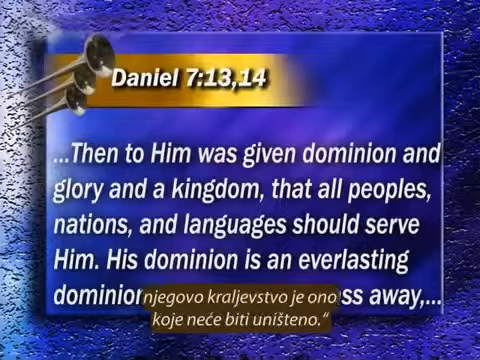 Daniel 7:13,14
...Then to Him was given dominion and
glory and a kingdom, that all peoples,
nations, and languages should serve
Him. His dominion is an everlasting
dominion ss away,...
njegovo kraljevstvo je ono
koje neće biti uništeno.“